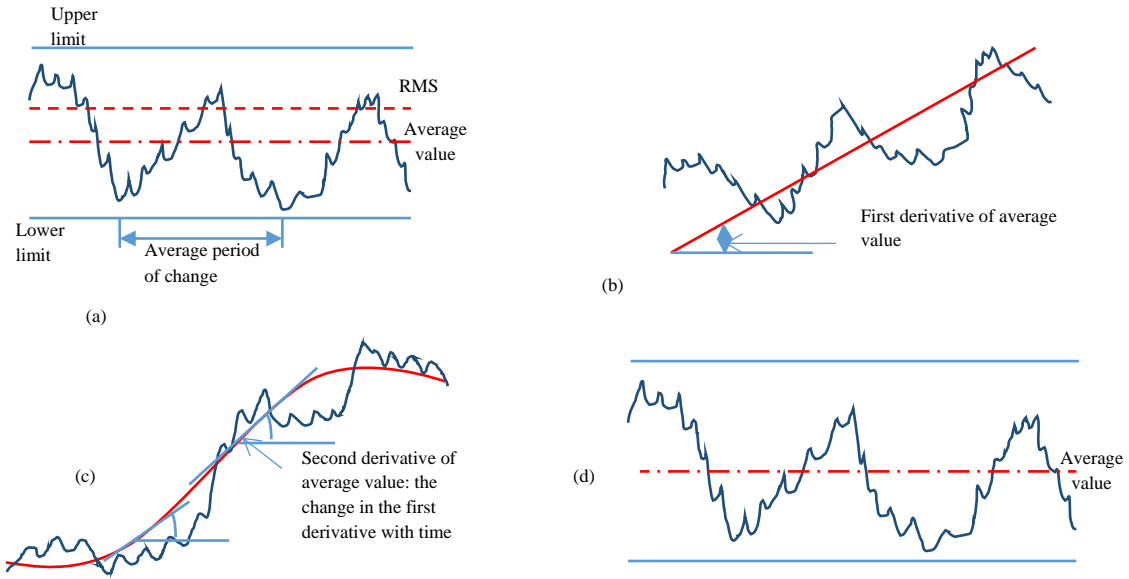 Upper
limit
RMS
Average
value
Lower
limit
Average period
of change
(a)
First derivative of average
value
(b)
Second derivative of
average value: the
change in the first
derivative with time
(c)
Average
value
(d)